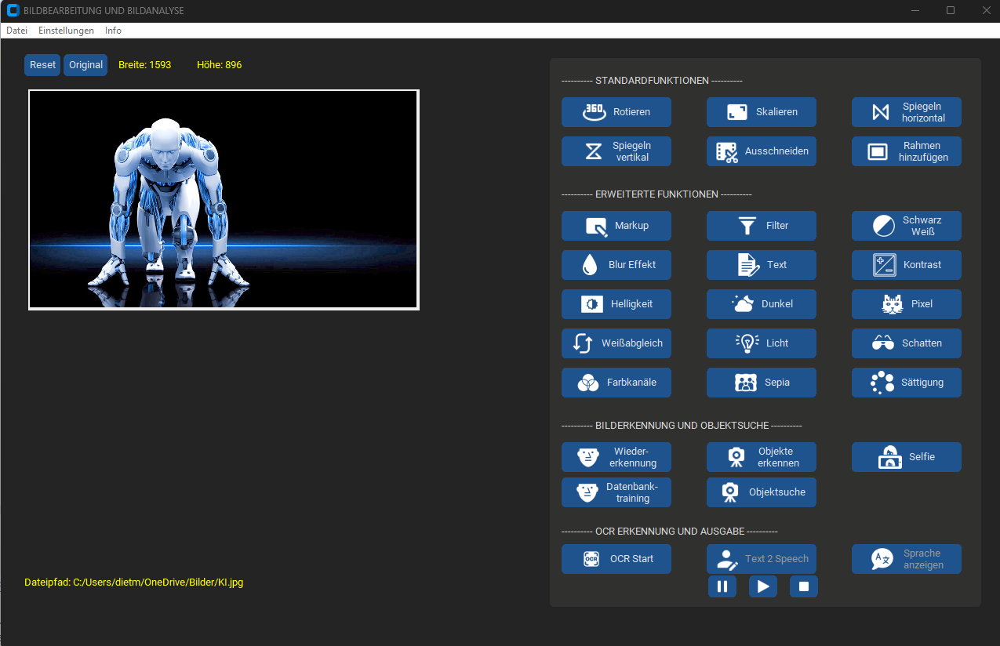 BILDBEARBEITUNG UND BILDANALYSE
Datei Einstellungen Info
Reset Original Breite: 1593 Höhe: 896
---------- STANDARDFUNKTIONEN ----------
360 Rotieren
Skalieren
Spiegeln
horizontal
Spiegeln
vertikal
Ausschneiden
Rahmen
hinzufügen
---------- ERWEITERTE FUNKTIONEN ----------
Markup
Filter
Schwarz
Weiß
Blur Effekt
Text
Kontrast
Helligkeit
Dunkel
Pixel
Weißabgleich
Licht
Schatten
Farbkanäle
Sepia
Sättigung
---------- BILDERKENNUNG UND OBJEKTSUCHE ----------
Wieder-
erkennung
Objekte
erkennen
Selfie
Datenbank-
training
Objektsuche
---------- OCR ERKENNUNG UND AUSGABE ----------
OCR OCR Start
Text 2 Speech
Sprache
anzeigen
Dateipfad: C:/Users/dietm/OneDrive/Bilder/KI.jpg